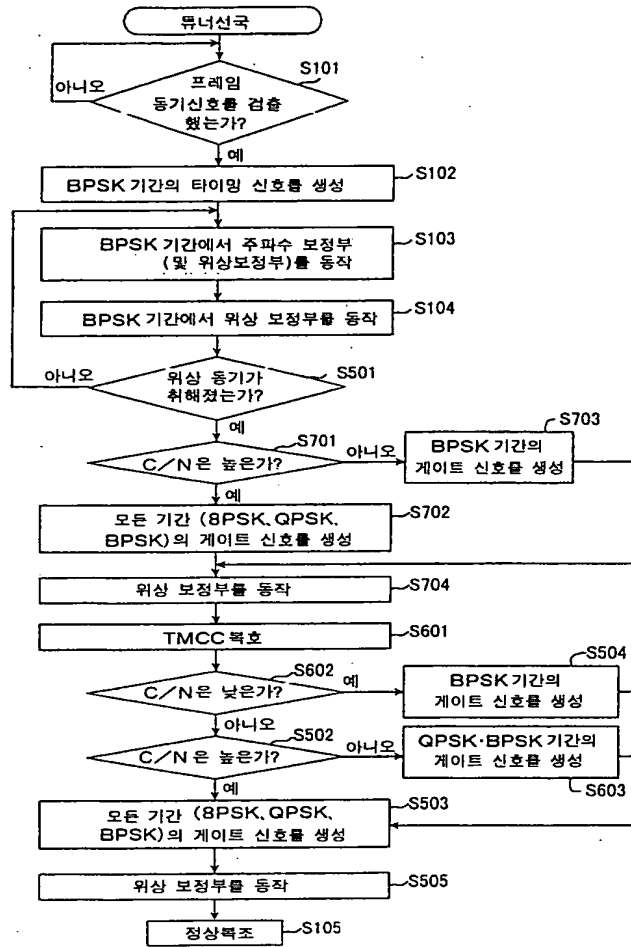 튜너선국
S101
프레임
동기신호를 검출
했는가?
아니오
예
S102
BPSK 기간의 타이밍 신호를 생성
S103
BPSK 기간에서 주파수 보정부
(및 위상보정부)를 동작
S104
BPSK 기간에서 위상 보정부를 동작
S501
위상 동기가
취해졌는가?
아니오
예
S701
C/N은 높은가?
아니오
예
S703
BPSK 기간의
게이트 신호를 생성
S702
모든 기간 (8PSK, QPSK,
BPSK)의 게이트 신호를 생성
S704
위상 보정부를 동작
S601
TMCC 복호
S602
C/N은 낮은가?
예
아니오
S504
BPSK 기간의
게이트 신호를 생성
S502
C/N은 높은가?
아니오
예
QPSK·BPSK 기간의
게이트 신호를 생성
S603
S503
모든 기간 (8PSK, QPSK,
BPSK)의 게이트 신호를 생성
S505
위상 보정부를 동작
S105
정상복조